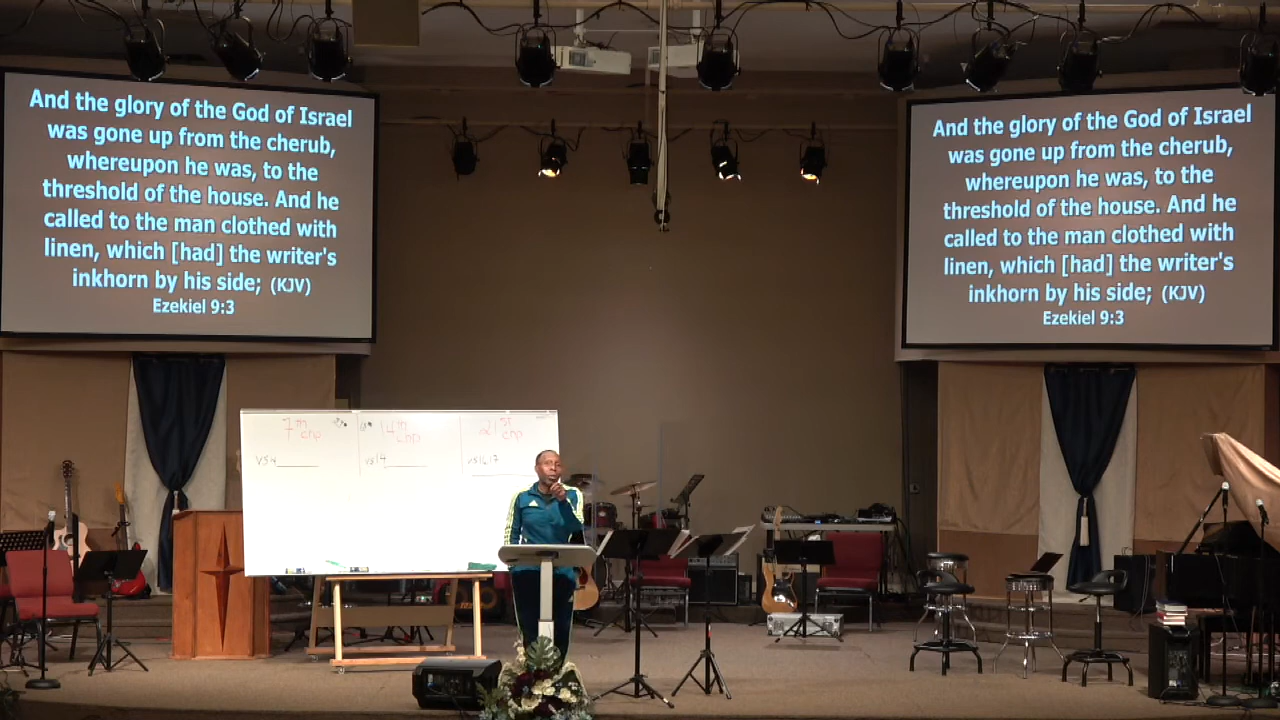 And the glory of the God of Israel
was gone up from the cherub,
whereupon he was, to the
threshold of the house. And he
called to the man clothed with
linen, which [had] the writer's
inkhorn by his side; (KJV)
Ezekiel 9:3
And the glory of the God of Israel
was gone up from the cherub,
whereupon he was, to the
threshold of the house. And he
called to the man clothed with
linen, which [had] the writer's
inkhorn by his side; (KJV)
Ezekiel 9:3
7th chp
14th chp
21st chp
vs14